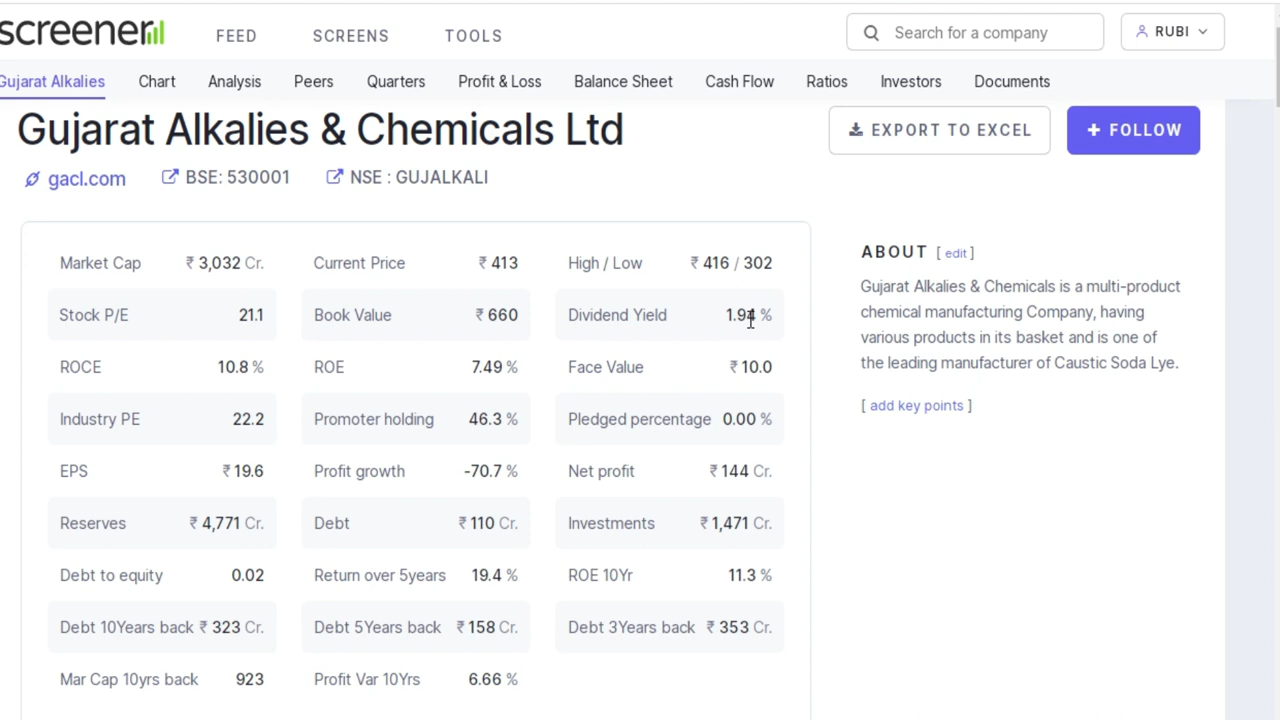 screener
FEED SCREENS TOOLS
Search for a company
RUBI
Gujarat Alkalies Chart Analysis Peers Quarters Profit & Loss Balance Sheet Cash Flow Ratios Investors Documents
Gujarat Alkalies & Chemicals Ltd
EXPORT TO EXCEL
+ FOLLOW
gacl.com BSE: 530001 NSE : GUJALKALI
Market Cap ₹ 3,032 Cr. Current Price ₹ 413 High / Low ₹ 416 / 302
Stock P/E 21.1 Book Value ₹ 660 Dividend Yield 1.94 %
ROCE 10.8 % ROE 7.49 % Face Value ₹ 10.0
Industry PE 22.2 Promoter holding 46.3 % Pledged percentage 0.00 %
EPS ₹ 19.6 Profit growth -70.7 % Net profit ₹ 144 Cr.
Reserves ₹ 4,771 Cr. Debt ₹ 110 Cr. Investments ₹ 1,471 Cr.
Debt to equity 0.02 Return over 5years 19.4 % ROE 10Yr 11.3 %
Debt 10Years back ₹ 323 Cr. Debt 5Years back ₹ 158 Cr. Debt 3Years back ₹ 353 Cr.
Mar Cap 10yrs back 923 Profit Var 10Yrs 6.66 %
ABOUT [ edit ]
Gujarat Alkalies & Chemicals is a multi-product
chemical manufacturing Company, having
various products in its basket and is one of
the leading manufacturer of Caustic Soda Lye.
[ add key points ]